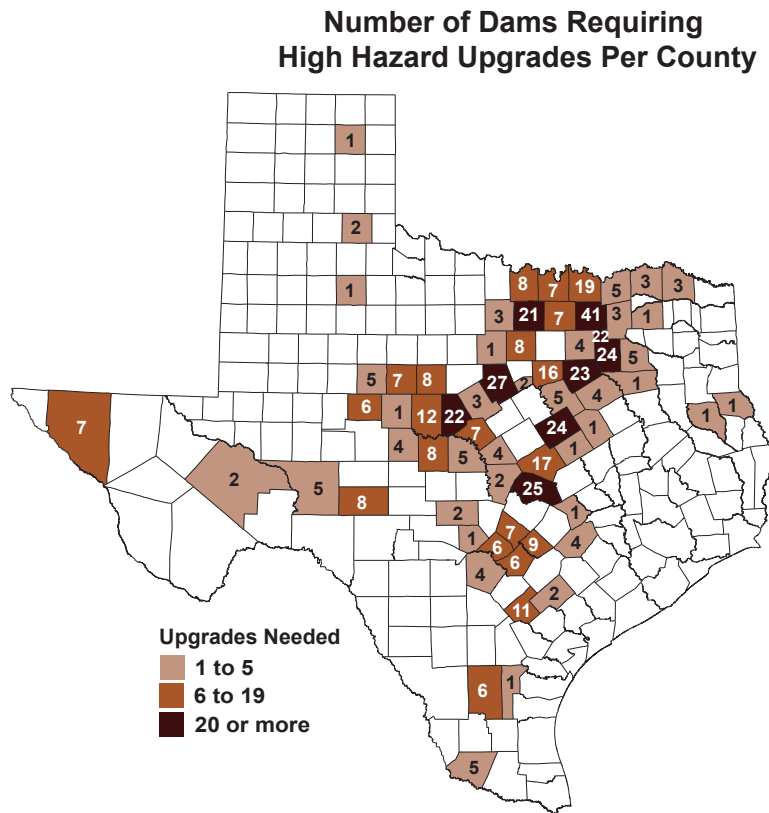 Number of Dams Requiring
High Hazard Upgrades Per County
1
2
1
8 7 19 5 3 3
3 21 7 41 3 1
22
1 8 4 24 5
5 7 8 27 2 16 23 1
6 1 12 22 3 5 4
7 24 1
4 8 5 4 17 1
7 2 5 8 2 25
2 1
1 6 7 9 4
4 6
11 2
Upgrades Needed
1 to 5
6 to 19
20 or more
1 1
6 1
5